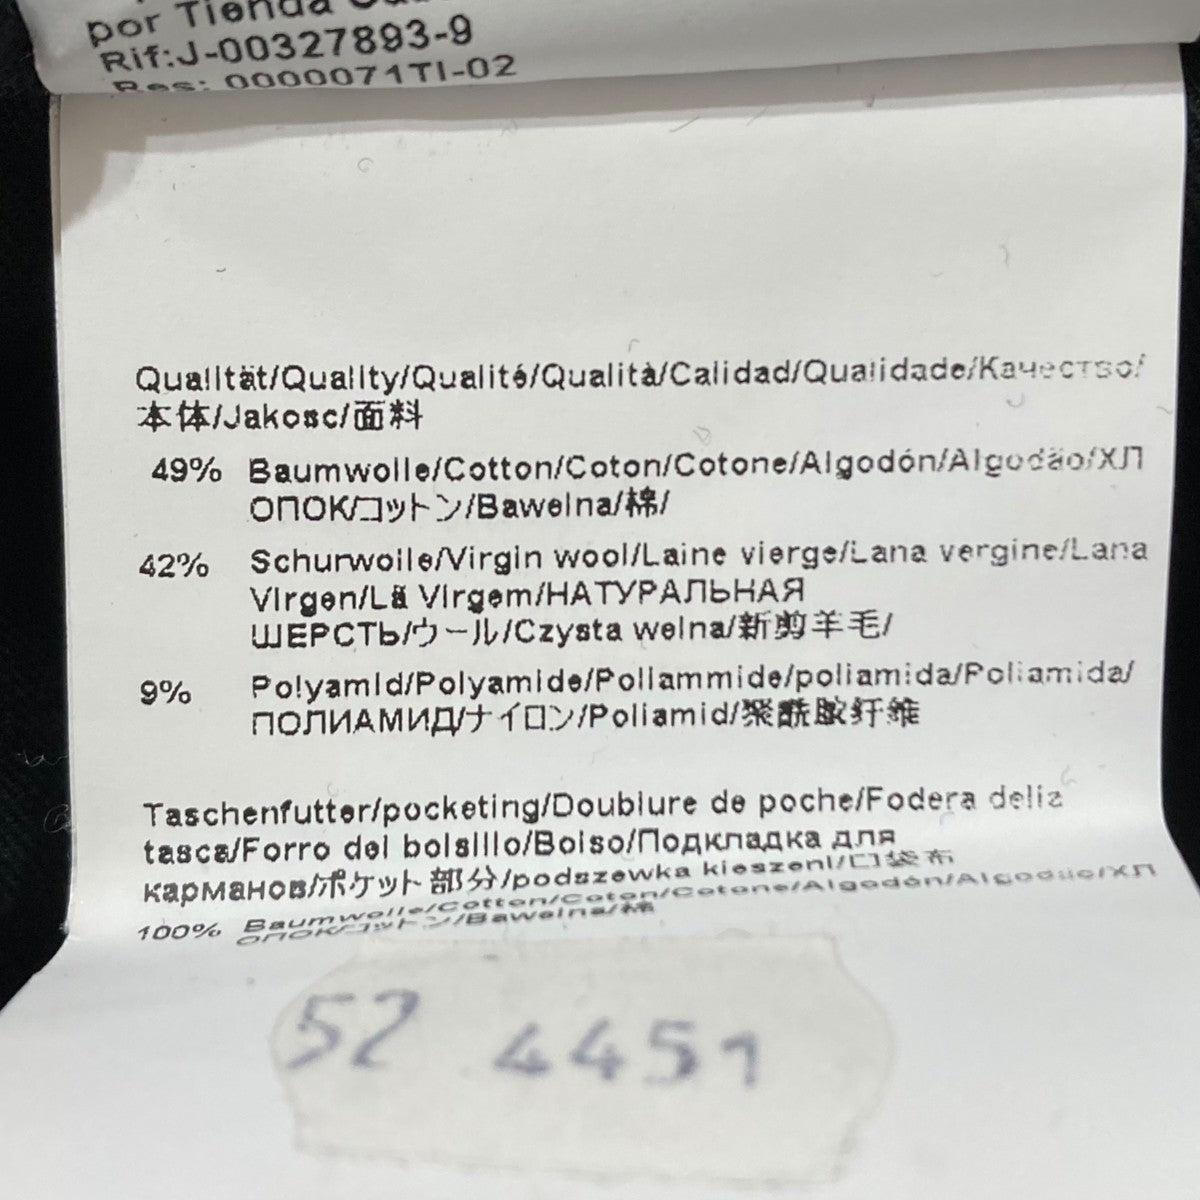 por Tienda
Rif:J-00327893-9
Res: 0000071TI-02
Qualität/Quality/Qualité/Qualità/Calidad/Qualidade/Качество/
本体/Jakosc/面料
49% Baumwolle/Cotton/Coton/Cotone/Algodón/Algodão/ХЛ
ОПОК/コットン/Bawelna/棉/
42% Schurwolle/Virgin wool/Laine vierge/Lana vergine/Lana
Virgen/Lã Virgem/НАТУРАЛЬНАЯ
ШЕРСТЬ/ウール/Czysta welna/新剪羊毛/
9% Polyamid/Polyamide/Poliammide/poliamida/Poliamida/
ПОЛИАМИД/ナイロン/Poliamid/聚酰胺纤维
Taschenfutter/pocketing/Doublure de poche/Fodera della
tasca/Forro del bolsillo/Bolso/Подкладка для
карманов/ポケット部分/podszewka kieszeni/口袋布
100% Baumwolle/Cotton/Coton/Cotone/Algodón/Algodão/ХЛ
ОПОК/コットン/Bawelna/棉
52 4451